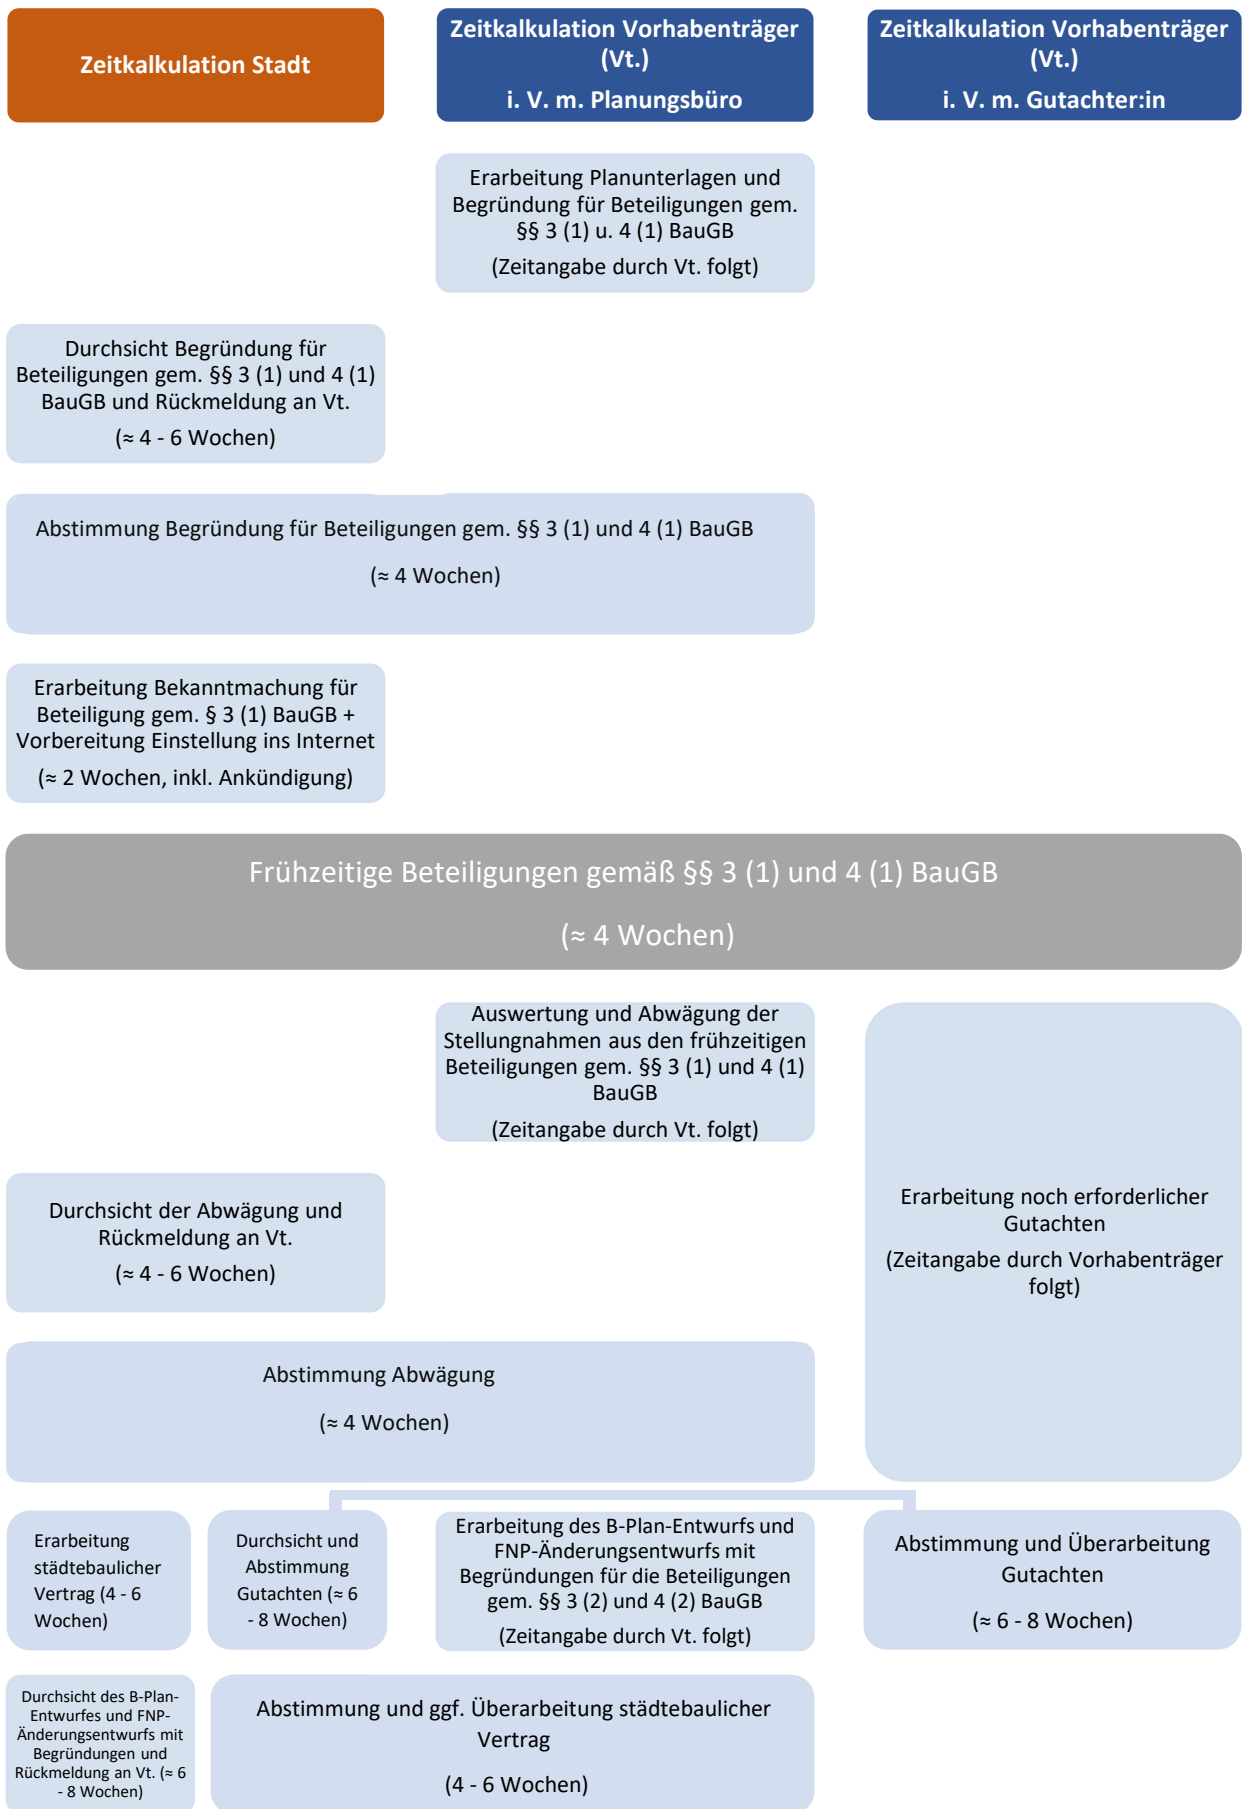 Zeitkalkulation Stadt
Zeitkalkulation Vorhabenträger
(Vt.)
i. V. m. Planungsbüro
Zeitkalkulation Vorhabenträger
(Vt.)
i. V. m. Gutachter:in
Erarbeitung Planunterlagen und
Begründung für Beteiligungen gem.
§§ 3 (1) u. 4 (1) BauGB
(Zeitangabe durch Vt. folgt)
Durchsicht Begründung für
Beteiligungen gem. §§ 3 (1) und 4 (1)
BauGB und Rückmeldung an Vt.
(≈ 4 - 6 Wochen)
Abstimmung Begründung für Beteiligungen gem. §§ 3 (1) und 4 (1) BauGB
(≈ 4 Wochen)
Erarbeitung Bekanntmachung für
Beteiligung gem. § 3 (1) BauGB +
Vorbereitung Einstellung ins Internet
(≈ 2 Wochen, inkl. Ankündigung)
Frühzeitige Beteiligungen gemäß §§ 3 (1) und 4 (1) BauGB
(≈ 4 Wochen)
Auswertung und Abwägung der
Stellungnahmen aus den frühzeitigen
Beteiligungen gem. §§ 3 (1) und 4 (1)
BauGB
(Zeitangabe durch Vt. folgt)
Erarbeitung noch erforderlicher
Gutachten
(Zeitangabe durch Vorhabenträger
folgt)
Durchsicht der Abwägung und
Rückmeldung an Vt.
(≈ 4 - 6 Wochen)
Abstimmung Abwägung
(≈ 4 Wochen)
Erarbeitung
städtebaulicher
Vertrag (4 - 6
Wochen)
Durchsicht und
Abstimmung
Gutachten (≈ 6
- 8 Wochen)
Erarbeitung des B-Plan-Entwurfs und
FNP-Änderungsentwurfs mit
Begründungen für die Beteiligungen
gem. §§ 3 (2) und 4 (2) BauGB
(Zeitangabe durch Vt. folgt)
Abstimmung und Überarbeitung
Gutachten
(≈ 6 - 8 Wochen)
Durchsicht des B-Plan-
Entwurfes und FNP-
Änderungsentwurfs mit
Begründungen und
Rückmeldung an Vt. (≈ 6
- 8 Wochen)
Abstimmung und ggf. Überarbeitung städtebaulicher
Vertrag
(4 - 6 Wochen)